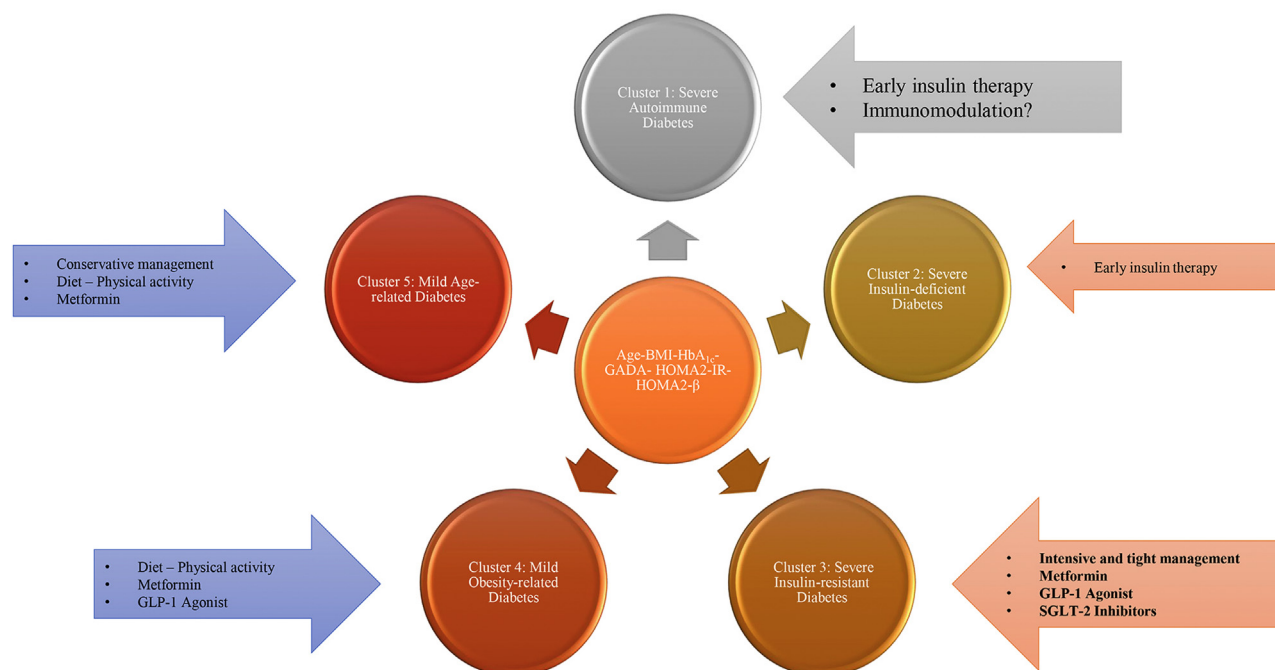 Cluster 1: Severe
Autoimmune
Diabetes
• Early insulin therapy
• Immunomodulation?
• Conservative management
• Diet – Physical activity
• Metformin
Cluster 5: Mild Age-
related Diabetes
Cluster 2: Severe
Insulin-deficient
Diabetes
• Early insulin therapy
Age-BMI-HbA1c-
GADA- HOMA2-IR-
HOMA2-β
• Diet – Physical activity
• Metformin
• GLP-1 Agonist
Cluster 4: Mild
Obesity-related
Diabetes
Cluster 3: Severe
Insulin-resistant
Diabetes
• Intensive and tight management
• Metformin
• GLP-1 Agonist
• SGLT-2 Inhibitors